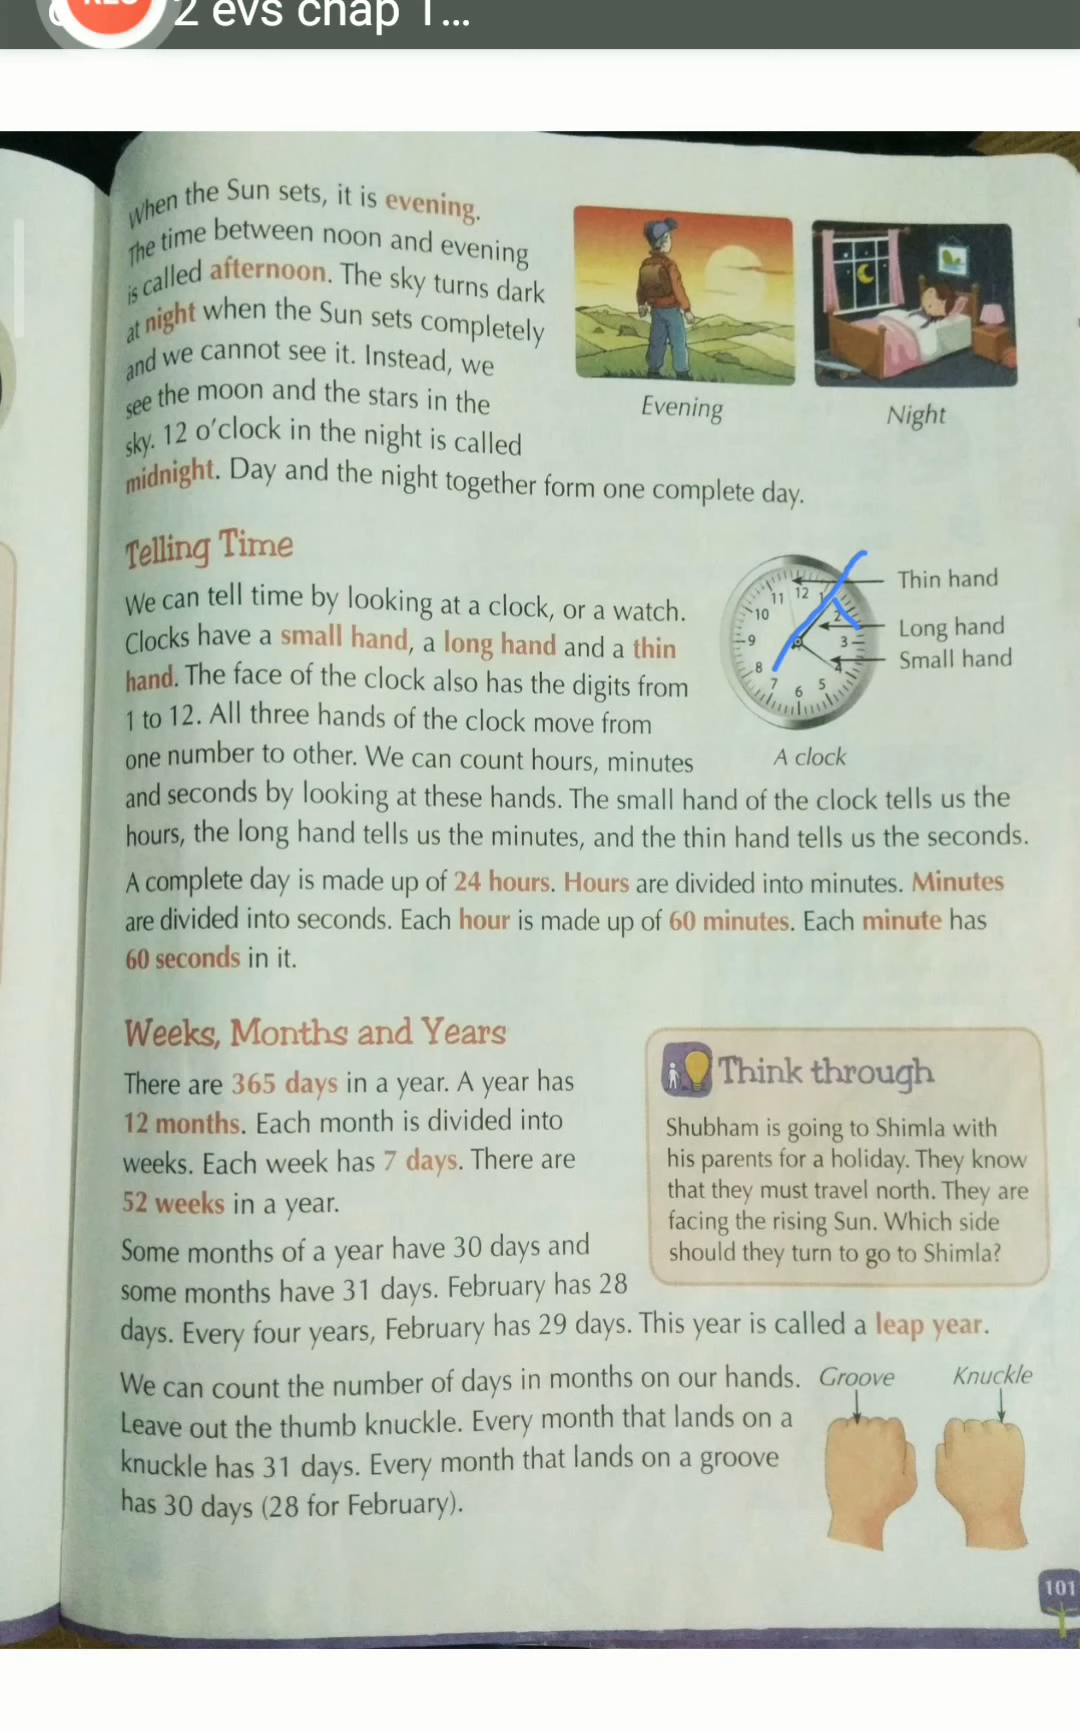 2 evs chap 1...
When the Sun sets, it is evening.
The time between noon and evening
is called afternoon. The sky turns dark
at night when the Sun sets completely
and we cannot see it. Instead, we
see the moon and the stars in the
sky. 12 o'clock in the night is called
midnight. Day and the night together form one complete day.
Evening
Night
Telling Time
We can tell time by looking at a clock, or a watch.
Clocks have a small hand, a long hand and a thin
hand. The face of the clock also has the digits from
1 to 12. All three hands of the clock move from
one number to other. We can count hours, minutes
and seconds by looking at these hands. The small hand of the clock tells us the
hours, the long hand tells us the minutes, and the thin hand tells us the seconds.
12
1
2
3
4
5
6
7
8
9
10
11
Thin hand
Long hand
Small hand
A clock
A complete day is made up of 24 hours. Hours are divided into minutes. Minutes
are divided into seconds. Each hour is made up of 60 minutes. Each minute has
60 seconds in it.
Weeks, Months and Years
There are 365 days in a year. A year has
12 months. Each month is divided into
weeks. Each week has 7 days. There are
52 weeks in a year.
Some months of a year have 30 days and
some months have 31 days. February has 28
days. Every four years, February has 29 days. This year is called a leap year.
Think through
Shubham is going to Shimla with
his parents for a holiday. They know
that they must travel north. They are
facing the rising Sun. Which side
should they turn to go to Shimla?
We can count the number of days in months on our hands.
Leave out the thumb knuckle. Every month that lands on a
knuckle has 31 days. Every month that lands on a groove
has 30 days (28 for February).
Groove
Knuckle
101